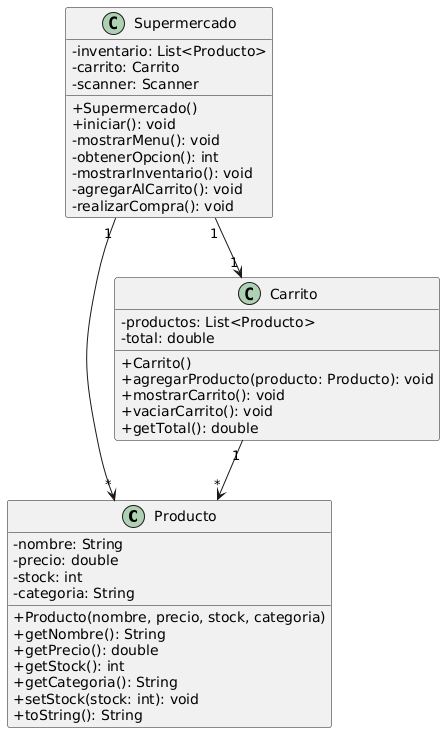 C Supermercado
-inventario: List<Producto>
-carrito: Carrito
-scanner: Scanner
+Supermercado()
+iniciar(): void
-mostrarMenu(): void
-obtenerOpcion(): int
-mostrarInventario(): void
-agregarAlCarrito(): void
-realizarCompra(): void
1
1
1
C Carrito
-productos: List<Producto>
-total: double
+Carrito()
+agregarProducto(producto: Producto): void
+mostrarCarrito(): void
+vaciarCarrito(): void
+getTotal(): double
1
*
*
C Producto
-nombre: String
-precio: double
-stock: int
-categoria: String
+Producto(nombre, precio, stock, categoria)
+getNombre(): String
+getPrecio(): double
+getStock(): int
+getCategoria(): String
+setStock(stock: int): void
+toString(): String